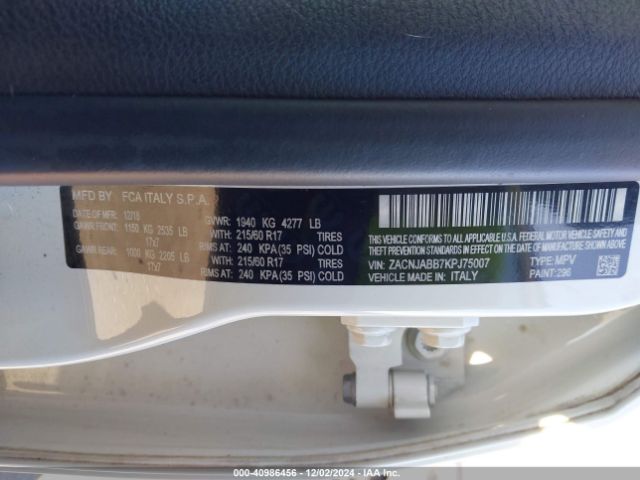 MFD BY FCA ITALY S.P.A.
DATE OF MFR: 12/18 GVWR: 1940 KG 4277 LB
GAWR FRONT: 1150 KG 2535 LB WITH: 215/60 R17 TIRES
17x7 RIMS AT: 240 KPA(35 PSI) COLD
GAWR REAR: 1000 KG 2205 LB WITH: 215/60 R17 TIRES
17x7 RIMS AT: 240 KPA(35 PSI) COLD
THIS VEHICLE CONFORMS TO ALL APPLICABLE U.S.A. FEDERAL MOTOR VEHICLE SAFETY,
BUMPER, AND THEFT PREVENTION STANDARDS IN EFFECT ON THE DATE OF MANUFACTURE SHOWN ABOVE.
VIN: ZACNJABB7KPJ75007 TYPE: MPV
VEHICLE MADE IN: ITALY PAINT: 296
000-40986456 - 12/02/2024 - IAA Inc.